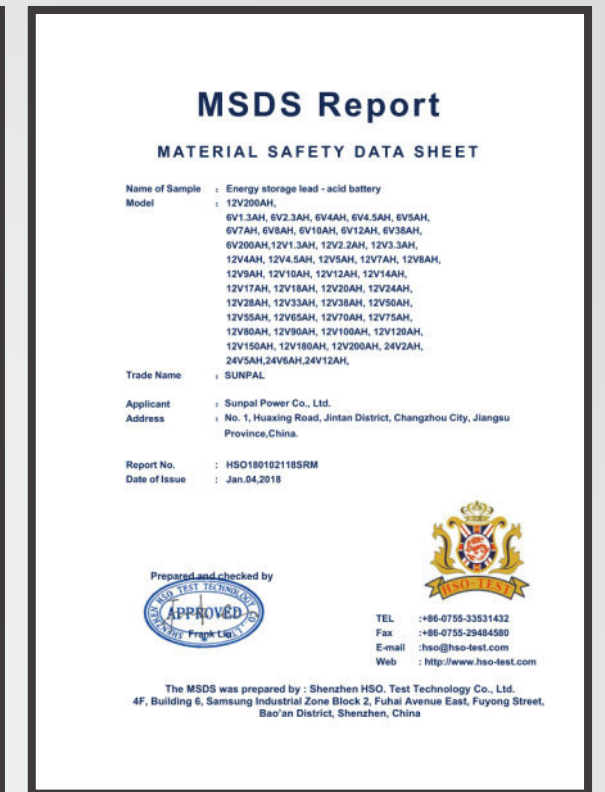 MSDS Report
MATERIAL SAFETY DATA SHEET
Name of Sample : Energy storage lead - acid battery
Model : 12V200AH,
6V1.3AH, 6V2.3AH, 6V4AH, 6V4.5AH, 6V5AH,
6V7AH, 6V8AH, 6V10AH, 6V12AH, 6V38AH,
6V200AH,12V1.3AH, 12V2.2AH, 12V3.3AH,
12V4AH, 12V4.5AH, 12V5AH, 12V7AH, 12V8AH,
12V9AH, 12V10AH, 12V12AH, 12V14AH,
12V17AH, 12V18AH, 12V20AH, 12V24AH,
12V28AH, 12V33AH, 12V38AH, 12V50AH,
12V55AH, 12V65AH, 12V70AH, 12V75AH,
12V80AH, 12V90AH, 12V100AH, 12V120AH,
12V150AH, 12V180AH, 12V200AH, 24V2AH,
24V5AH,24V6AH,24V12AH,
Trade Name : SUNPAL
Applicant : Sunpal Power Co., Ltd.
Address : No. 1, Huaxing Road, Jintan District, Changzhou City, Jiangsu
Province,China.
Report No. : HSO180102118SRM
Date of Issue : Jan.04,2018
Prepared and checked by
SHENZHEN HSO TEST TECHNOLOGY CO., LTD.
APPROVED
Frank Liu
HSO-TEST
TEL :+86-0755-33531432
Fax :+86-0755-29484580
E-mail :hso@hso-test.com
Web : http://www.hso-test.com
The MSDS was prepared by : Shenzhen HSO. Test Technology Co., Ltd.
4F, Building 6, Samsung Industrial Zone Block 2, Fuhai Avenue East, Fuyong Street,
Bao'an District, Shenzhen, China